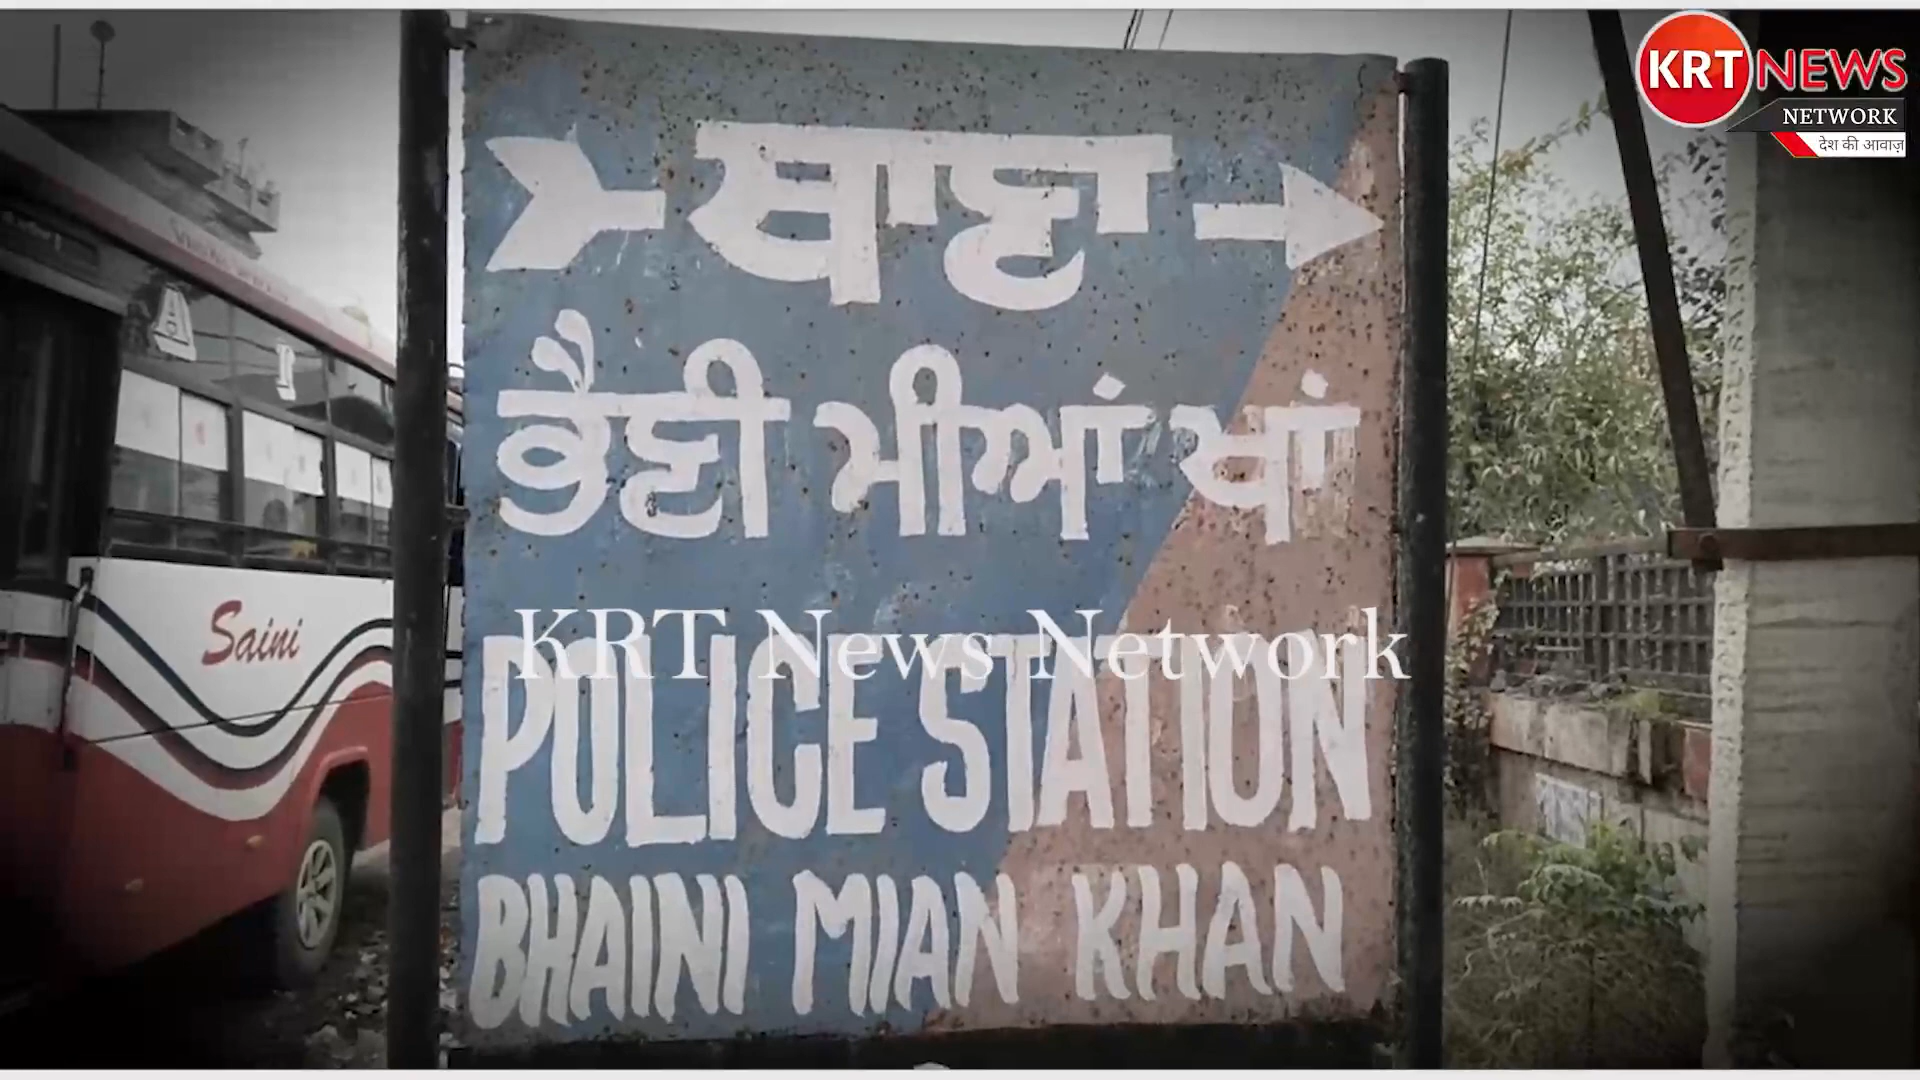 KRT NEWS
NETWORK
देश की आवाज़
ਥਾਣਾ
ਭੈਣੀ ਮੀਆਂ ਖਾਂ
KRT News Network
POLICE STATION
BHAINI MIAN KHAN
Saini